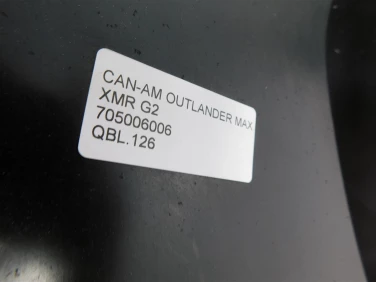 CAN-AM OUTLANDER MAX
XMR G2
705006006
QBL.126